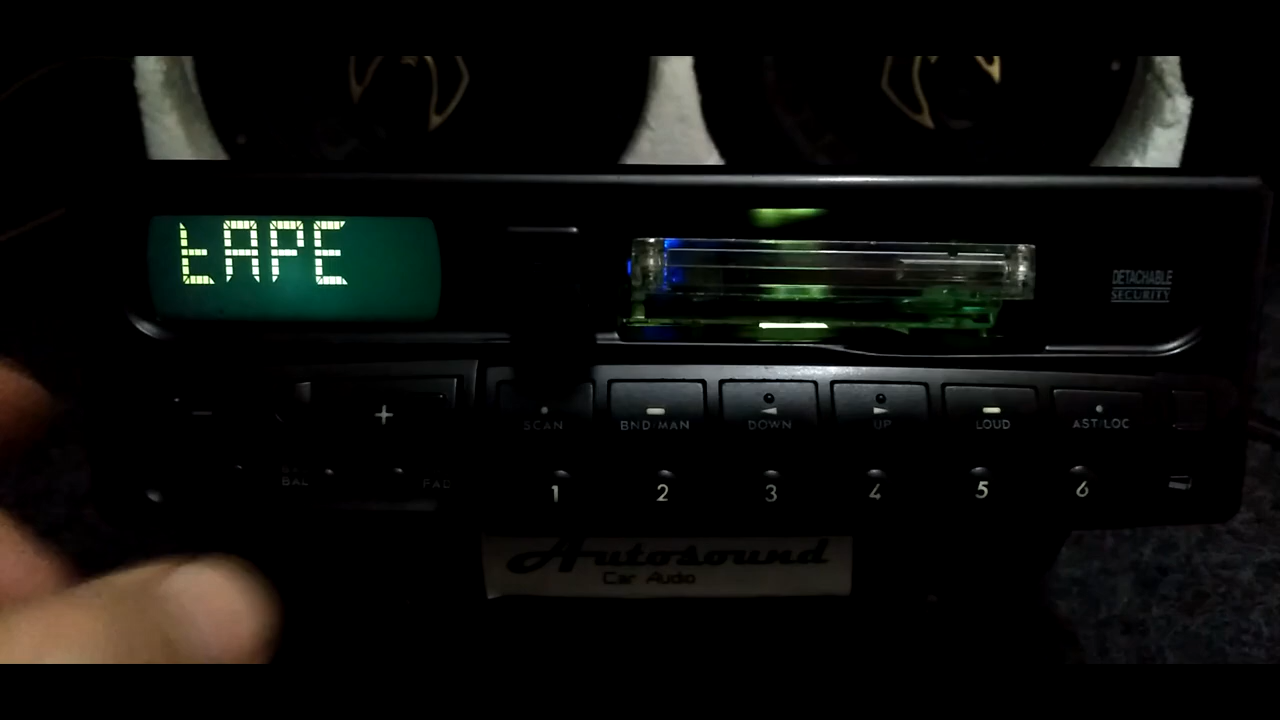 tAPE
DETACHABLE
SECURITY
− + SCAN BND/MAN DOWN UP LOUD AST/LOC
BAL FAD
1 2 3 4 5 6
Autosound
Car Audio